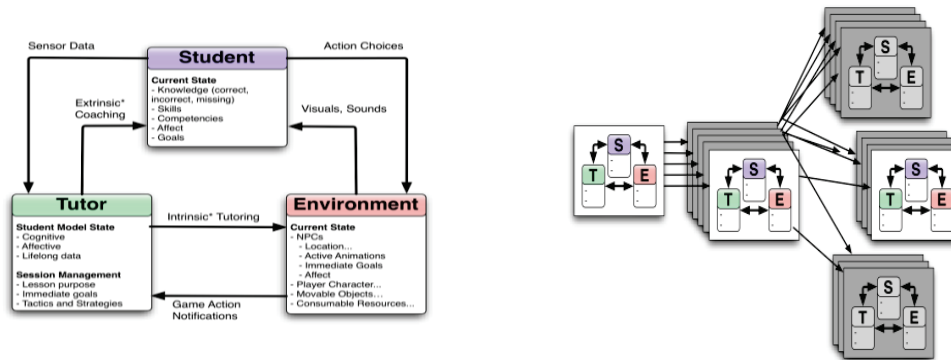 Sensor Data
Action Choices
Student
Current State
- Knowledge (correct,
incorrect, missing)
- Skills
- Competencies
- Affect
- Goals
Extrinsic*
Coaching
Visuals, Sounds
Tutor
Student Model State
- Cognitive
- Affective
- Lifelong data
Session Management
- Lesson purpose
- Immediate goals
- Tactics and Strategies
Intrinsic* Tutoring
Game Action
Notifications
Environment
Current State
- NPCs
- Location...
- Active Animations
- Immediate Goals
- Affect
- Player Character...
- Movable Objects...
- Consumable Resources...
S
T E
S
T E
S
T E
S
T E
S
T E